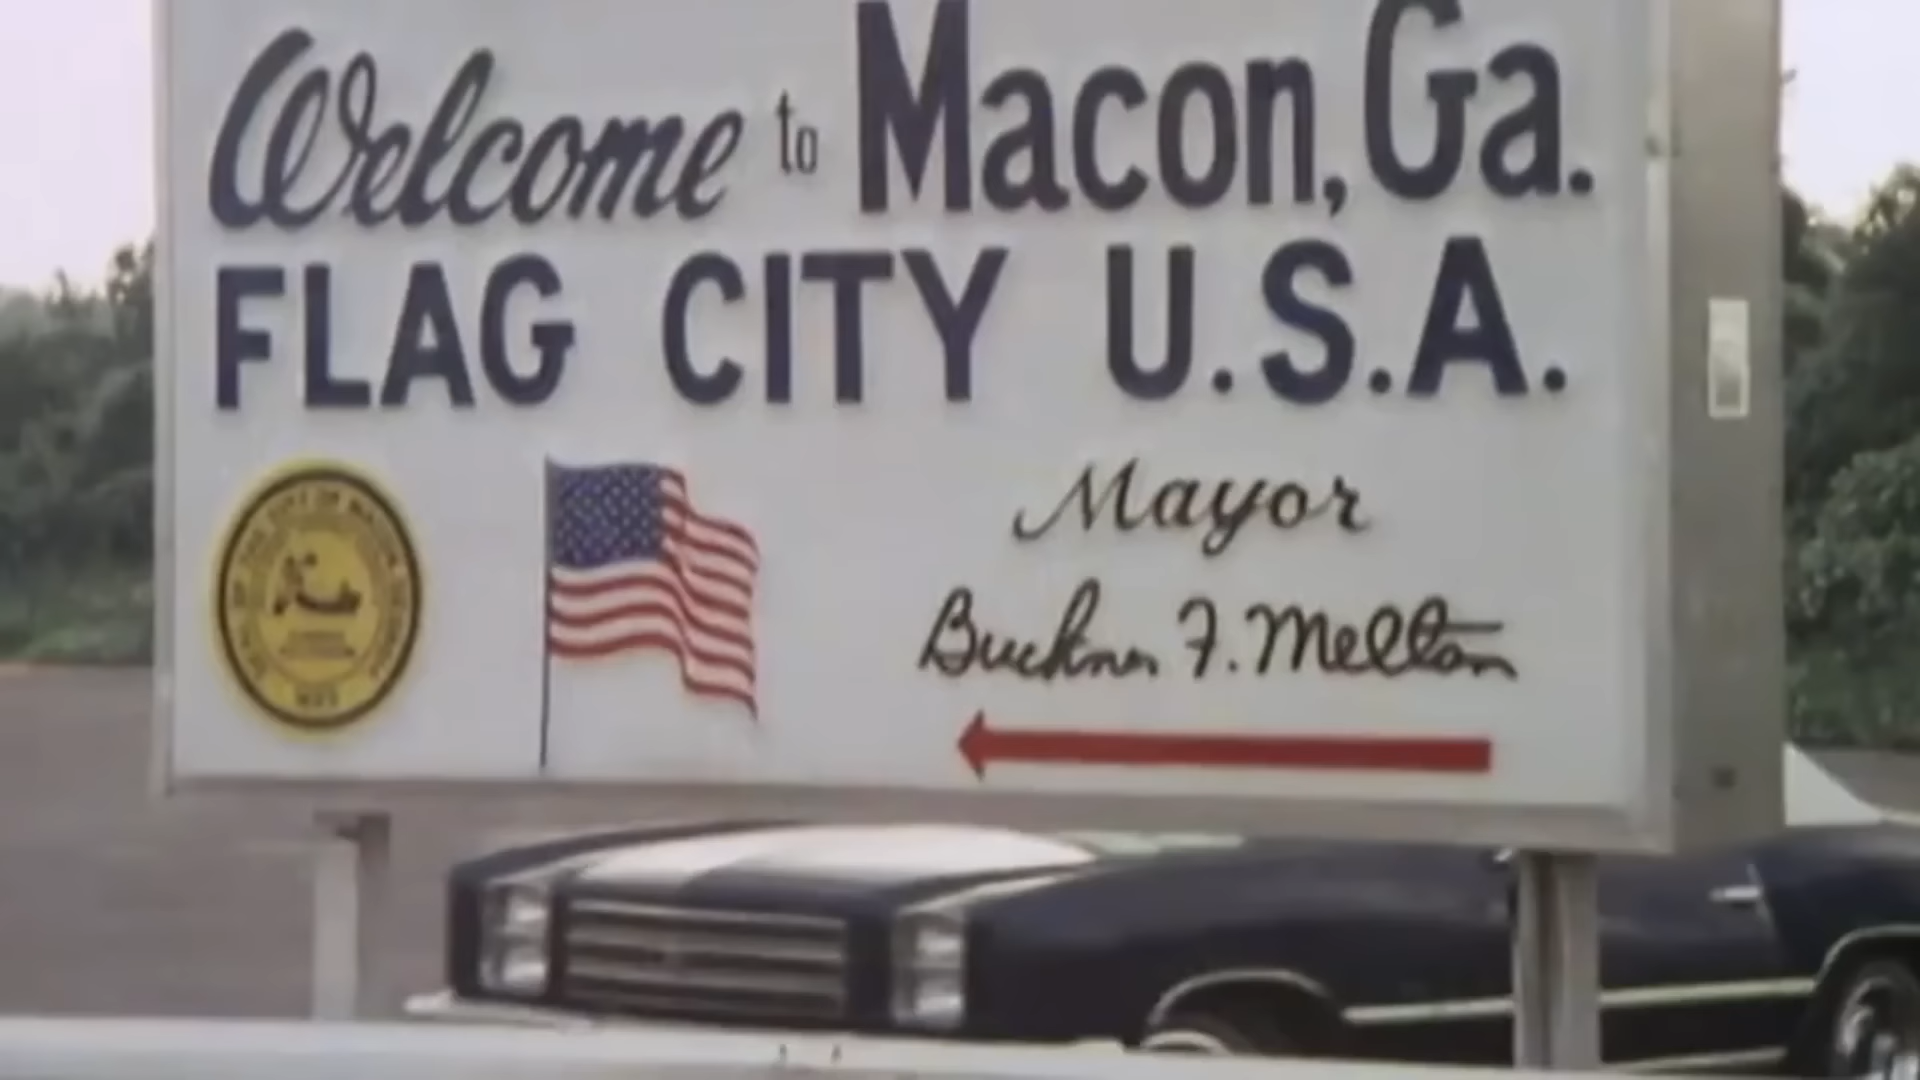 Welcome to Macon, Ga.
FLAG CITY U.S.A.
Mayor
Buckner F. Melton